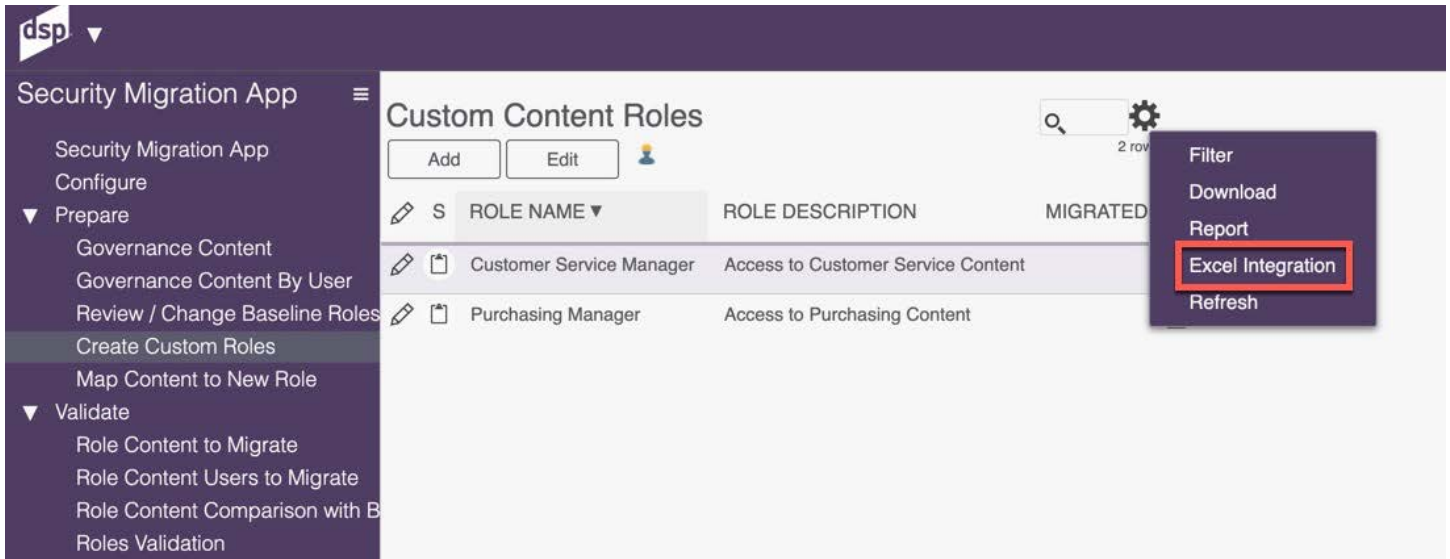 dsp ▼
Security Migration App ≡
Security Migration App
Configure
▼ Prepare
Governance Content
Governance Content By User
Review / Change Baseline Roles
Create Custom Roles
Map Content to New Role
▼ Validate
Role Content to Migrate
Role Content Users to Migrate
Role Content Comparison with B
Roles Validation
Custom Content Roles
Add Edit
2 rov
S ROLE NAME ▼ ROLE DESCRIPTION MIGRATED
Customer Service Manager Access to Customer Service Content
Purchasing Manager Access to Purchasing Content
Filter
Download
Report
Excel Integration
Refresh